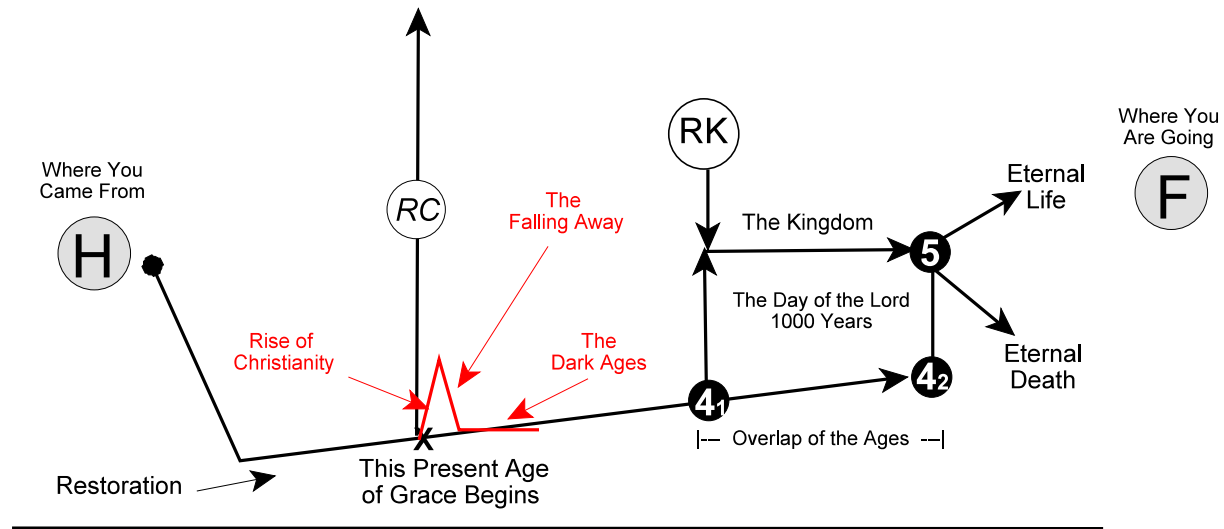 Where You
Came From
H
RC
The
Falling Away
Rise of
Christianity
The
Dark Ages
X
This Present Age
of Grace Begins
Restoration
RK
The Kingdom
The Day of the Lord
1000 Years
41
42
5
|--- Overlap of the Ages ---|
Eternal
Life
Eternal
Death
Where You
Are Going
F